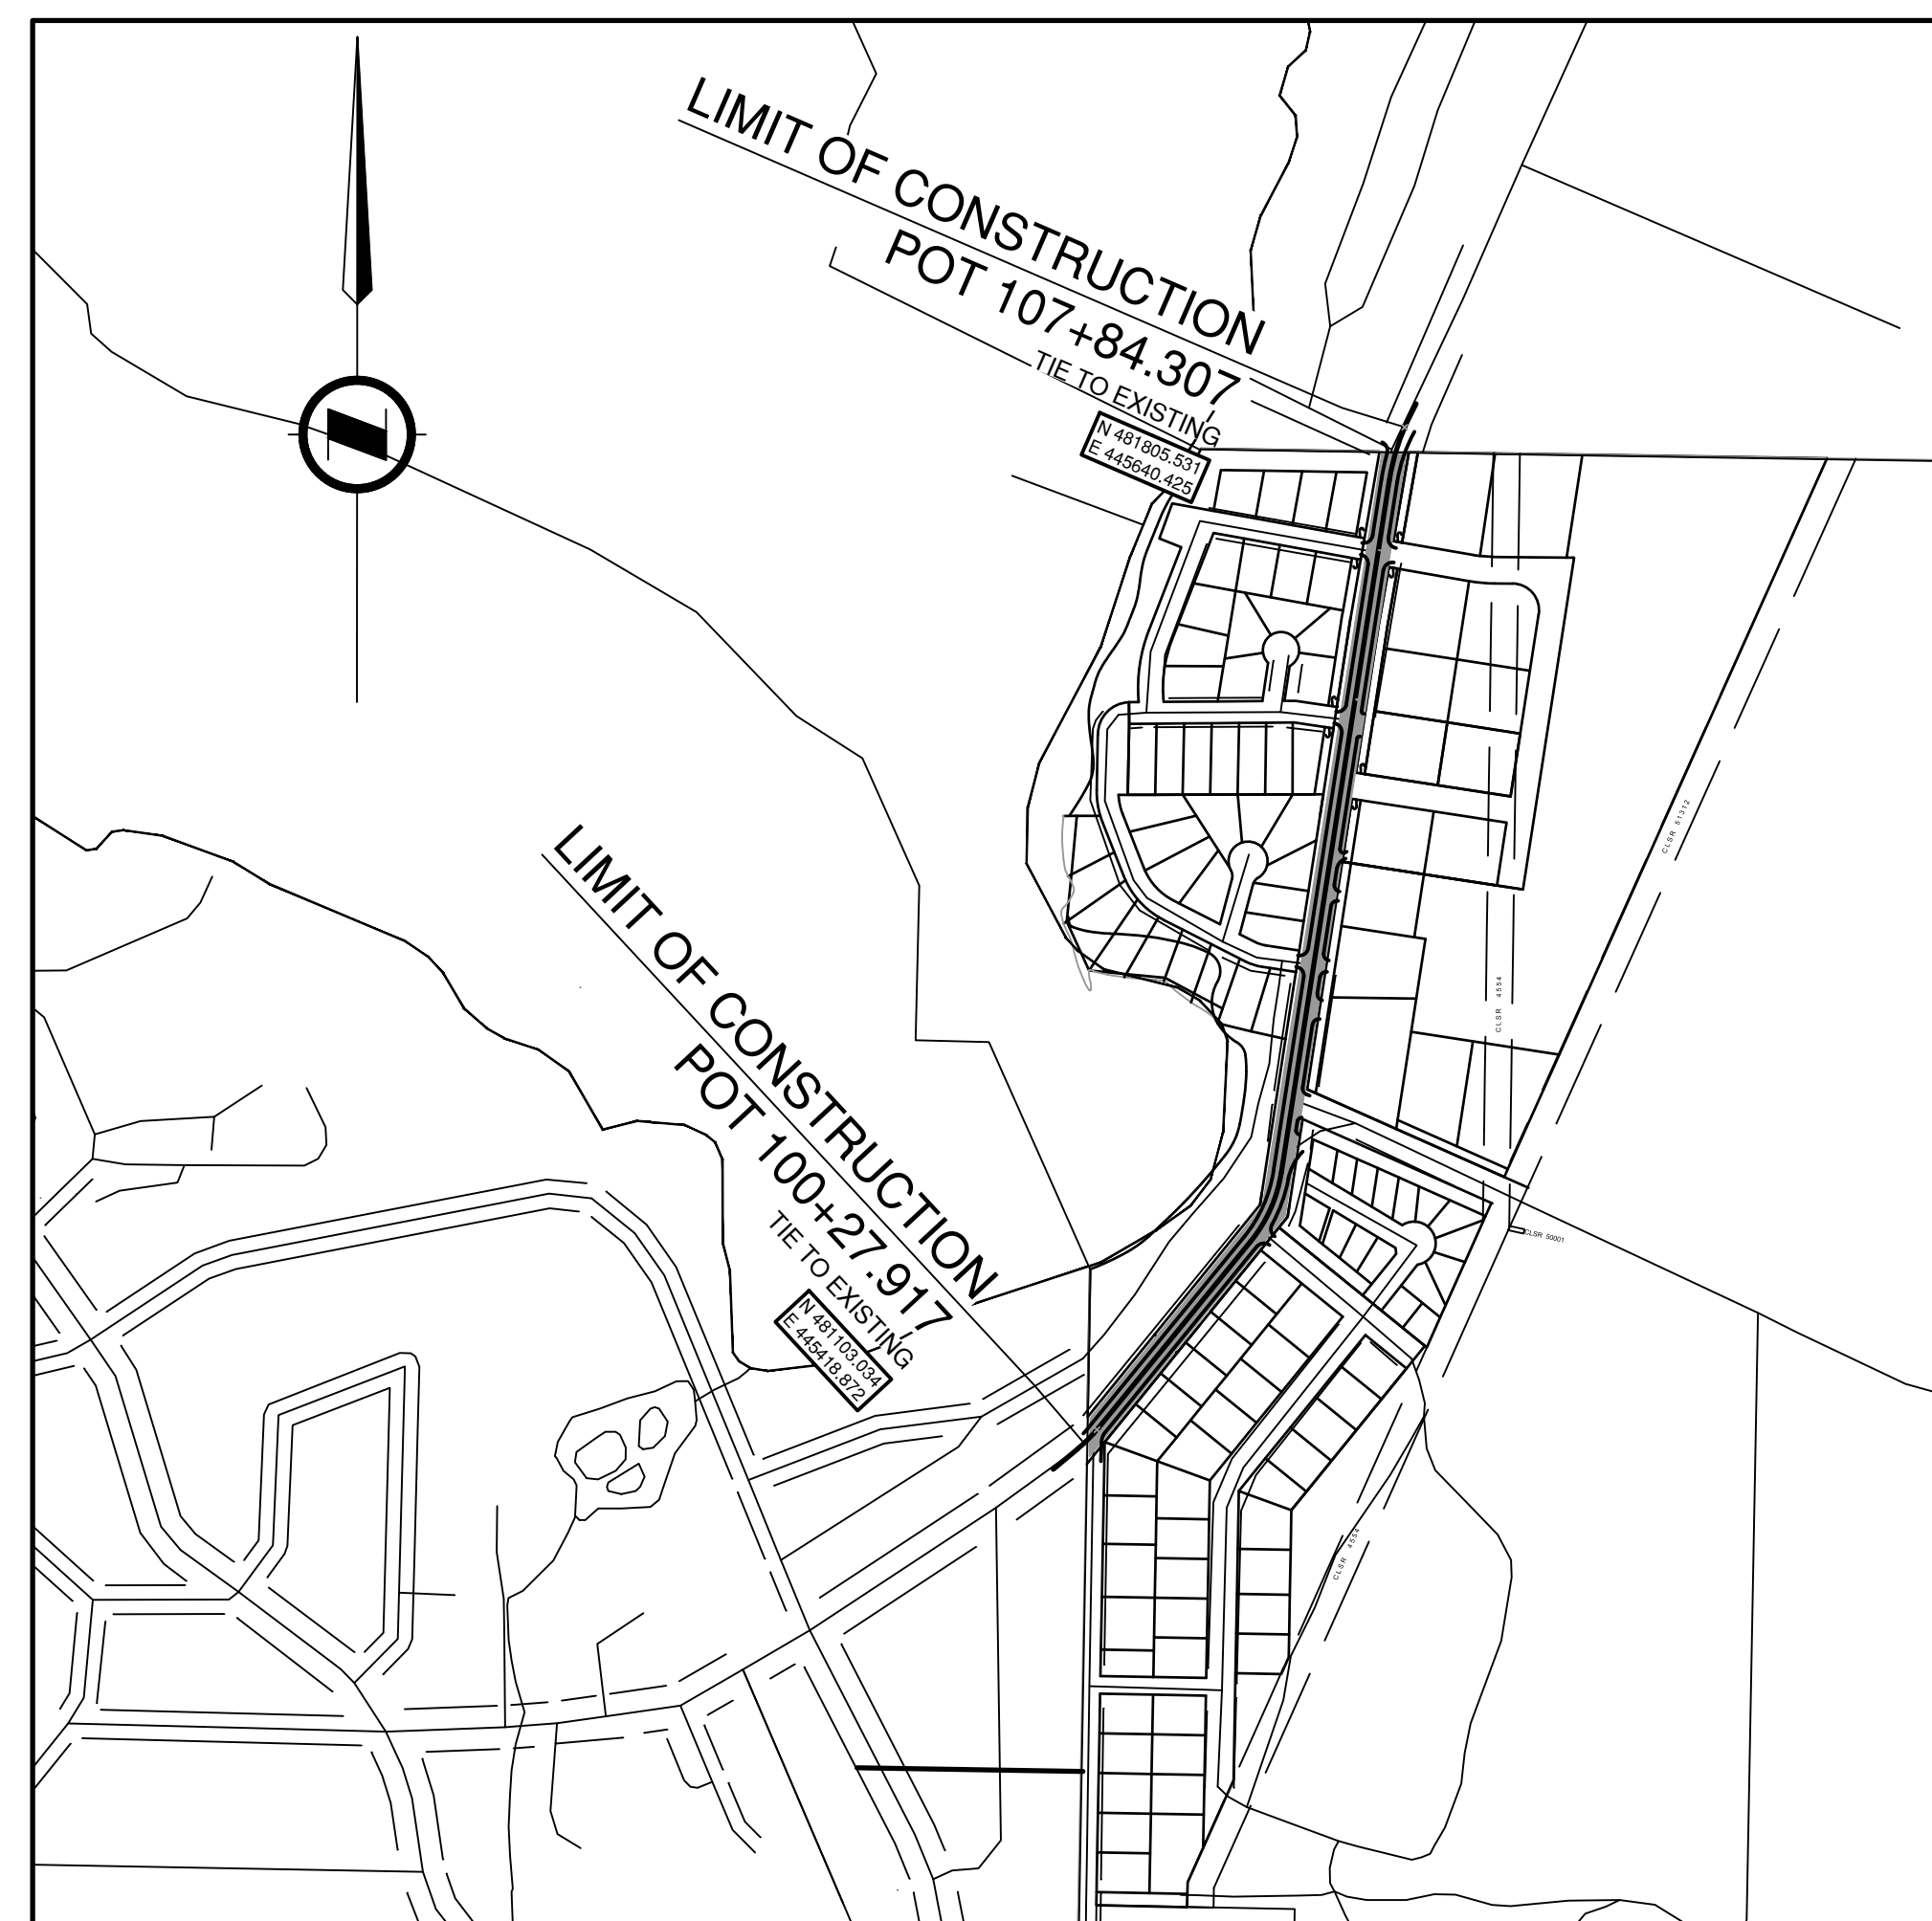 LIMIT OF CONSTRUCTION
POT 107+84.307
TIE TO EXISTING
N 481805.531
E 445640.425
CLSR 51312
LIMIT OF CONSTRUCTION
POT 100+27.917
TIE TO EXISTING
N 481103.034
E 445418.872
CLSR 4554
CLSR 50001
CLSR 4554